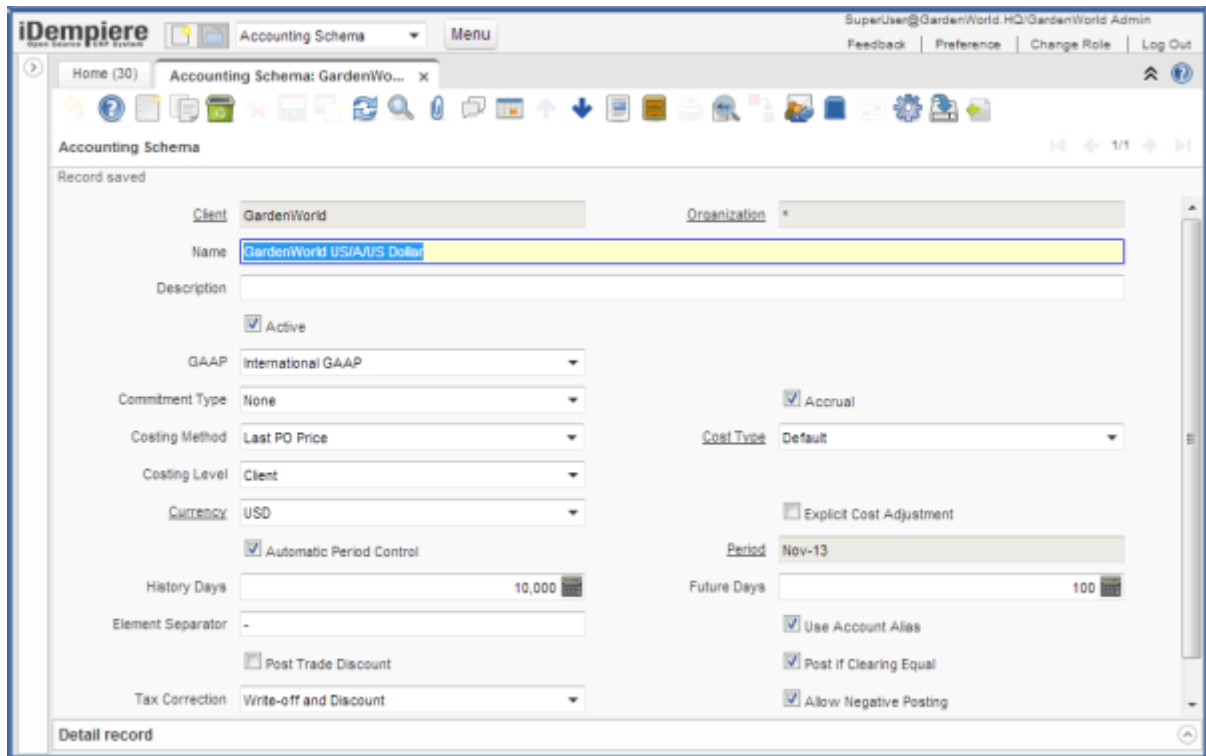 SuperUser@GardenWorld.HQ/GardenWorld Admin
iDempiere
Open Source ERP System
Accounting Schema
Menu
Feedback | Preference | Change Role | Log Out
Home (30)
Accounting Schema: GardenWo... x
Accounting Schema
1/1
Record saved
Client GardenWorld Organization *
Name GardenWorld US/A/US Dollar
Description
Active
GAAP International GAAP
Commitment Type None Accrual
Costing Method Last PO Price Cost Type Default
Costing Level Client
Currency USD Explicit Cost Adjustment
Automatic Period Control Period Nov-13
History Days 10,000 Future Days 100
Element Separator - Use Account Alias
Post Trade Discount Post if Clearing Equal
Tax Correction Write-off and Discount Allow Negative Posting
Detail record